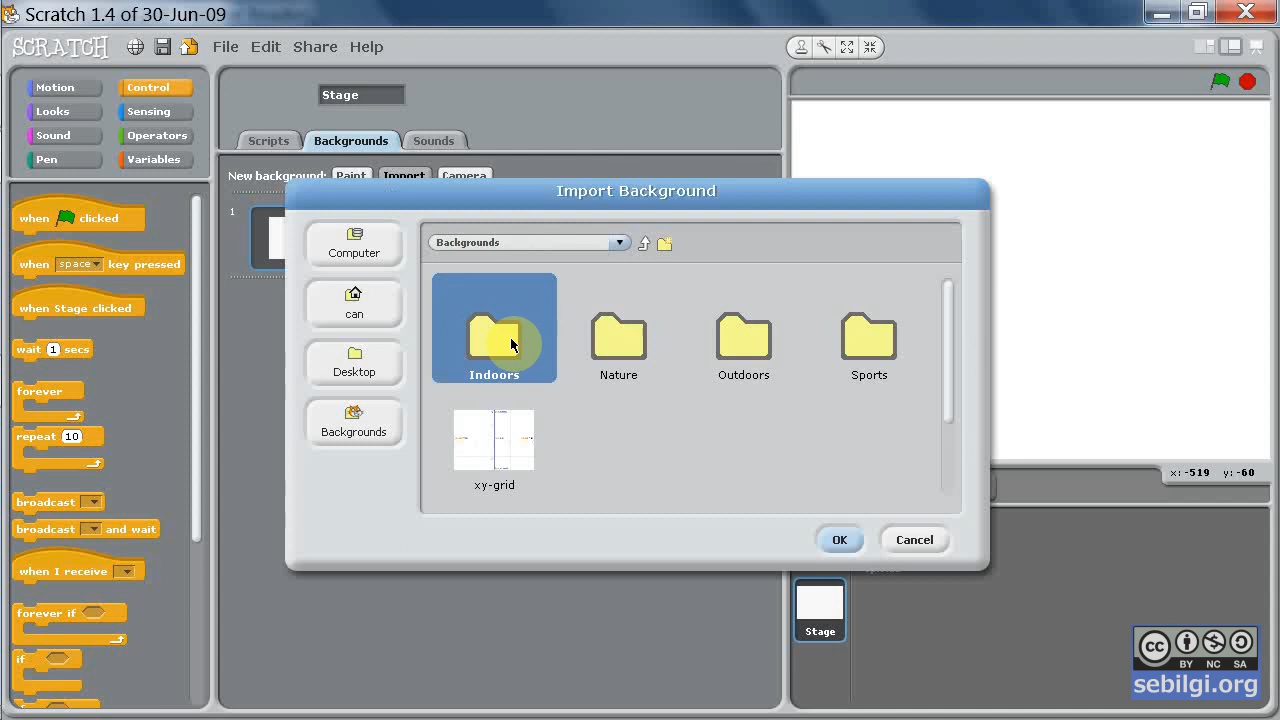 Scratch 1.4 of 30-Jun-09
SCRATCH File Edit Share Help
Motion Control
Looks Sensing
Sound Operators
Pen Variables
when clicked
when space key pressed
when Stage clicked
wait 1 secs
forever
repeat 10
broadcast
broadcast and wait
when I receive
forever if
if
Stage
Scripts Backgrounds Sounds
New background: Paint Import Camera
1
Import Background
Computer
can
Desktop
Backgrounds
Backgrounds
Indoors Nature Outdoors Sports
xy-grid
OK Cancel
x: -519 y: -60
Stage
cc BY NC SA
sebilgi.org